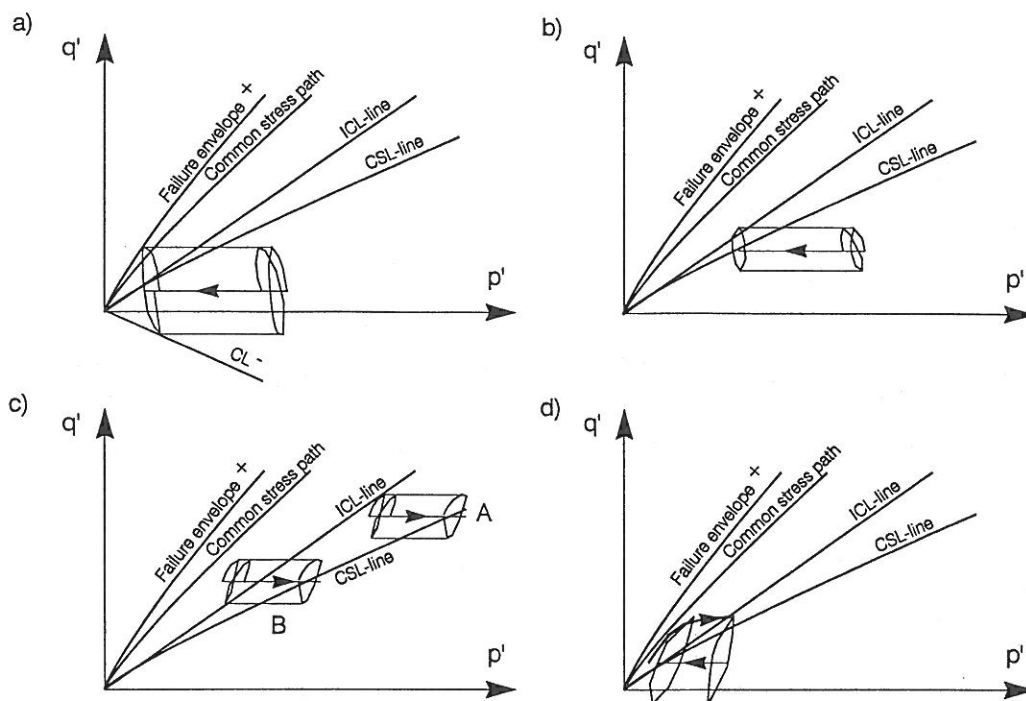 a)
q'
Failure envelope +
Common stress path
ICL-line
CSL-line
p'
CL -
b)
q'
Failure envelope +
Common stress path
ICL-line
CSL-line
p'
c)
q'
Failure envelope +
Common stress path
ICL-line
A
CSL-line
B
p'
d)
q'
Failure envelope +
Common stress path
ICL-line
CSL-line
p'